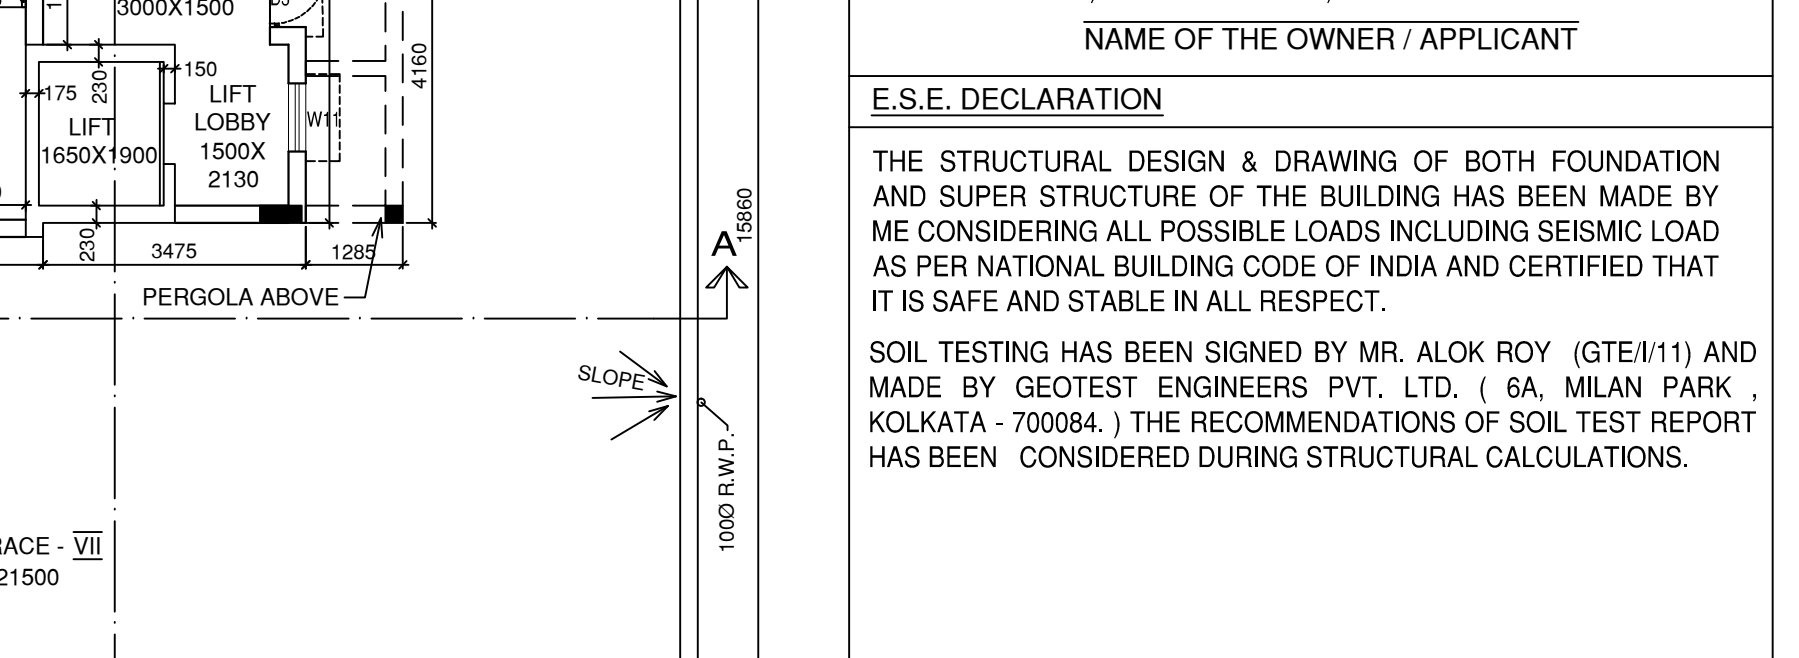 3000X1500
D3
150
175
230
LIFT
1650X1900
LIFT
LOBBY
1500X
2130
W11
4160
230
3475
1285
PERGOLA ABOVE
15860
A
SLOPE
100Ø R.W.P.
RACE - VII
21500
NAME OF THE OWNER / APPLICANT
E.S.E. DECLARATION
THE STRUCTURAL DESIGN & DRAWING OF BOTH FOUNDATION
AND SUPER STRUCTURE OF THE BUILDING HAS BEEN MADE BY
ME CONSIDERING ALL POSSIBLE LOADS INCLUDING SEISMIC LOAD
AS PER NATIONAL BUILDING CODE OF INDIA AND CERTIFIED THAT
IT IS SAFE AND STABLE IN ALL RESPECT.
SOIL TESTING HAS BEEN SIGNED BY MR. ALOK ROY (GTE/I/11) AND
MADE BY GEOTEST ENGINEERS PVT. LTD. ( 6A, MILAN PARK ,
KOLKATA - 700084. ) THE RECOMMENDATIONS OF SOIL TEST REPORT
HAS BEEN CONSIDERED DURING STRUCTURAL CALCULATIONS.